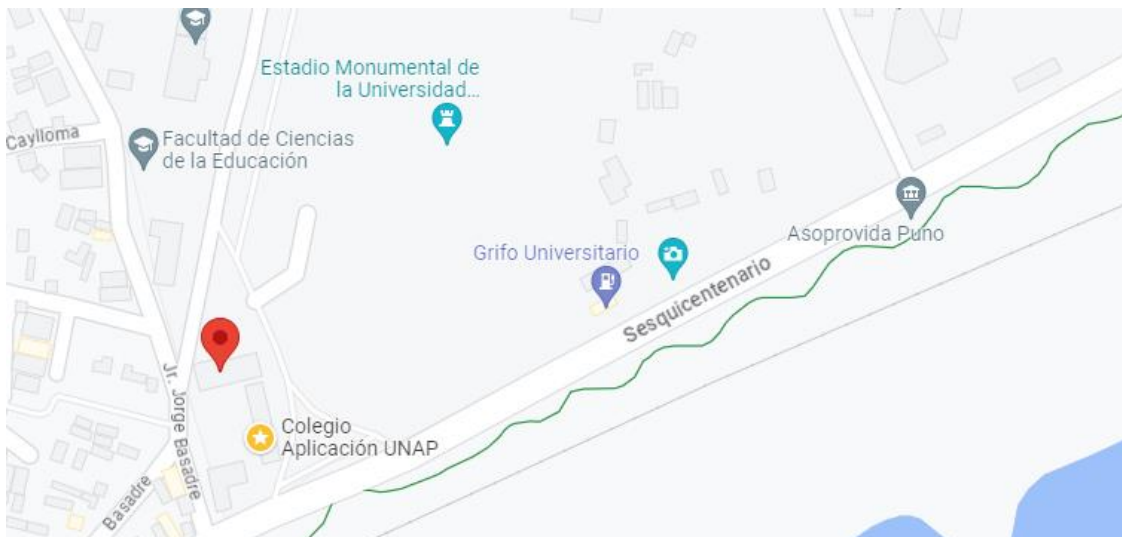 Estadio Monumental de
la Universidad...
Caylloma
Facultad de Ciencias
de la Educación
Asoprovida Puno
Grifo Universitario
Sesquicentenario
Jr. Jorge Basadre
Colegio
Aplicación UNAP
Basadre